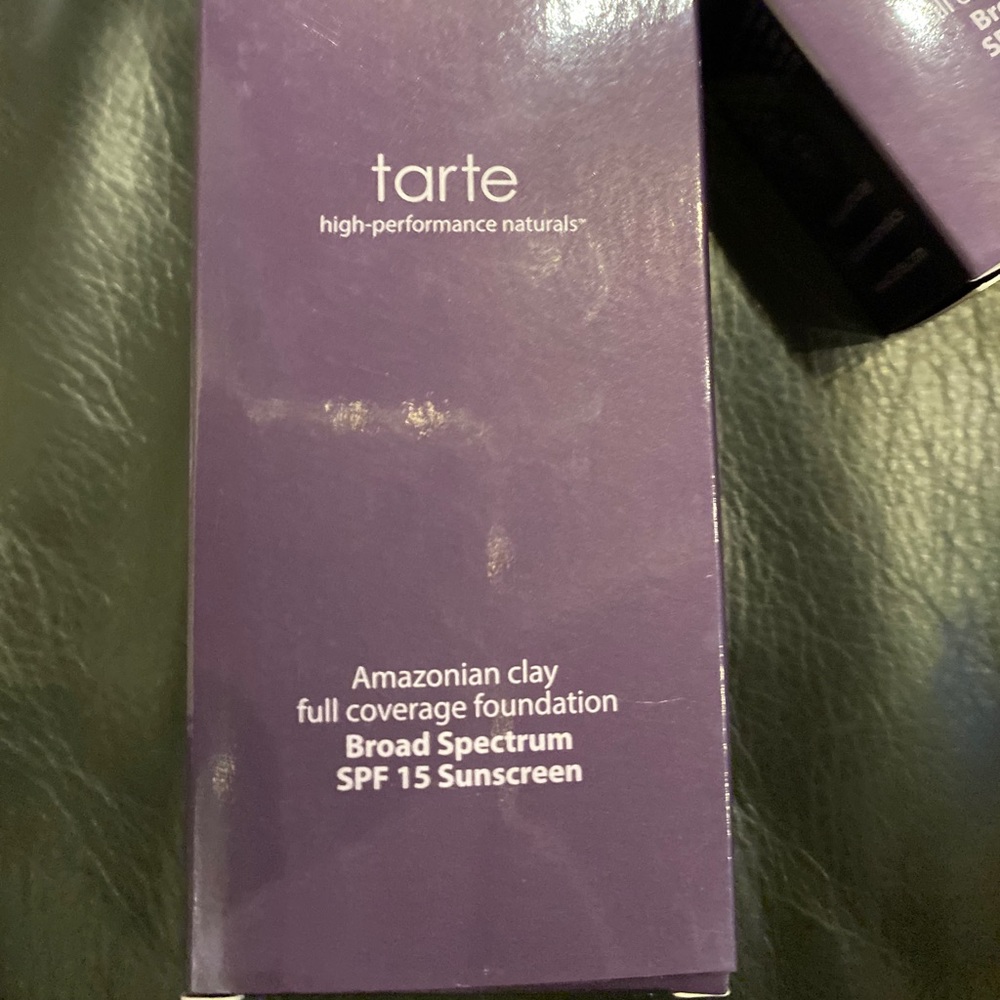 tarte
high-performance naturals™
Amazonian clay
full coverage foundation
Broad Spectrum
SPF 15 Sunscreen